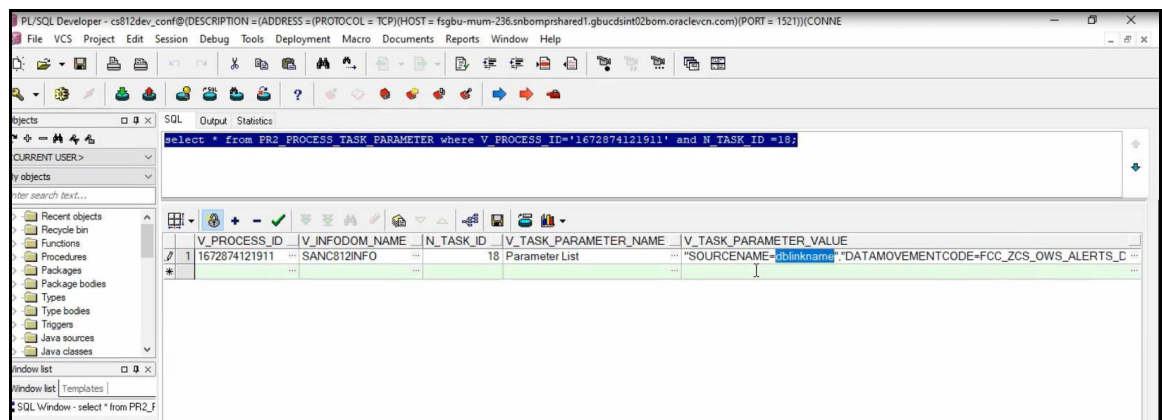 PL/SQL Developer - cs812dev_conf@(DESCRIPTION =(ADDRESS =(PROTOCOL = TCP)(HOST = fsgbu-mum-236.snbomprshared1.gbucdsint02bom.oraclevcn.com)(PORT = 1521))(CONNE
File VCS Project Edit Session Debug Tools Deployment Macro Documents Reports Window Help
bjects
SQL Output Statistics
select * from PR2_PROCESS_TASK_PARAMETER where V_PROCESS_ID='1672874121911' and N_TASK_ID =18;
CURRENT USER>
y objects
nter search text...
Recent objects
Recycle bin
Functions
Procedures
Packages
Package bodies
Types
Type bodies
Triggers
Java sources
Java classes
V_PROCESS_ID V_INFODOM_NAME N_TASK_ID V_TASK_PARAMETER_NAME V_TASK_PARAMETER_VALUE
1 1672874121911 SANC812INFO 18 Parameter List "SOURCENAME=dblinkname","DATAMOVEMENTCODE=FCC_ZCS_OWS_ALERTS_D
indow list
Window list Templates
SQL Window - select * from PR2_F